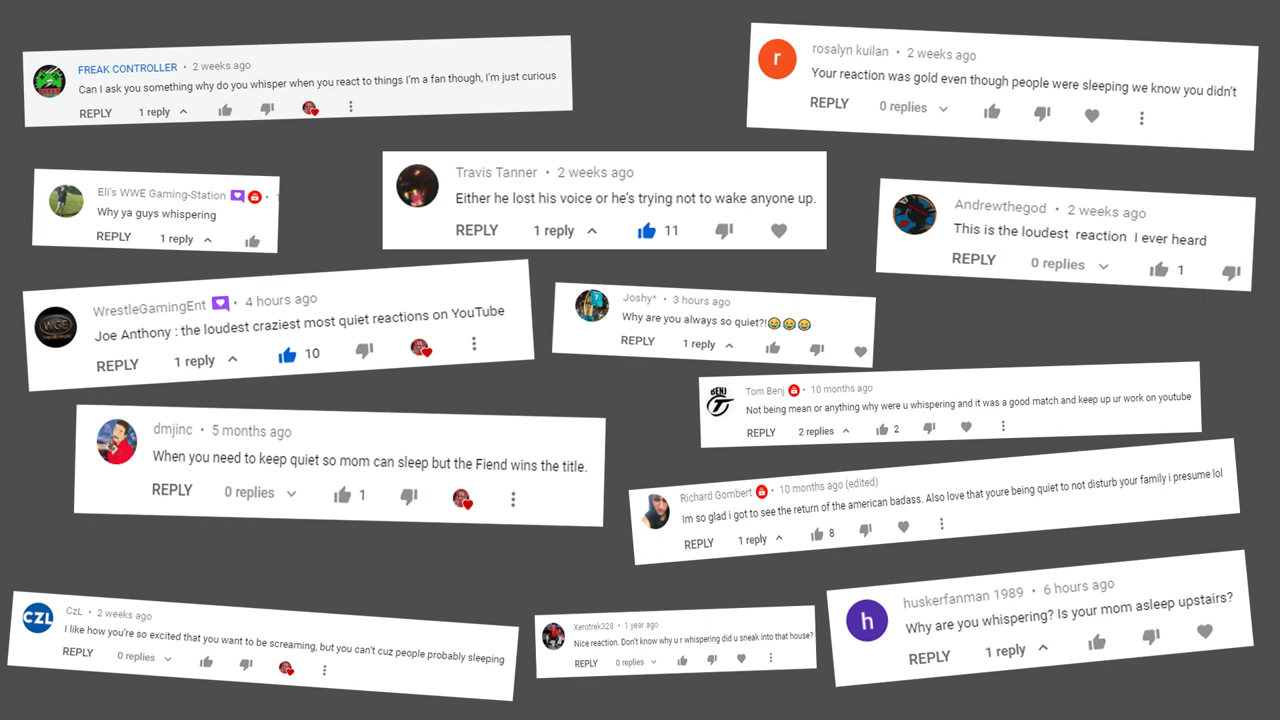 FREAK CONTROLLER • 2 weeks ago
Can I ask you something why do you whisper when you react to things I'm a fan though, I'm just curious
REPLY 1 reply
r
rosalyn kuilan • 2 weeks ago
Your reaction was gold even though people were sleeping we know you didn't
REPLY 0 replies
Eli's WWE Gaming-Station •
Why ya guys whispering
REPLY 1 reply
Travis Tanner • 2 weeks ago
Either he lost his voice or he's trying not to wake anyone up.
REPLY 1 reply 11
Andrewthegod • 2 weeks ago
This is the loudest reaction I ever heard
REPLY 0 replies 1
WGE
WrestleGamingEnt • 4 hours ago
Joe Anthony : the loudest craziest most quiet reactions on YouTube
REPLY 1 reply 10
Joshy* • 3 hours ago
Why are you always so quiet?!😂😂😂
REPLY 1 reply
BENJ
Tom Benj • 10 months ago
Not being mean or anything why were u whispering and it was a good match and keep up ur work on youtube
REPLY 2 replies 2
dmjinc • 5 months ago
When you need to keep quiet so mom can sleep but the Fiend wins the title.
REPLY 0 replies 1
Richard Gombert • 10 months ago (edited)
Im so glad i got to see the return of the american badass. Also love that youre being quiet to not disturb your family i presume lol
REPLY 1 reply 8
CZL
CzL • 2 weeks ago
I like how you're so excited that you want to be screaming, but you can't cuz people probably sleeping
REPLY 0 replies
Xerotrek328 • 1 year ago
Nice reaction. Don't know why u r whispering did u sneak into that house?
REPLY 0 replies
h
huskerfanman 1989 • 6 hours ago
Why are you whispering? Is your mom asleep upstairs?
REPLY 1 reply